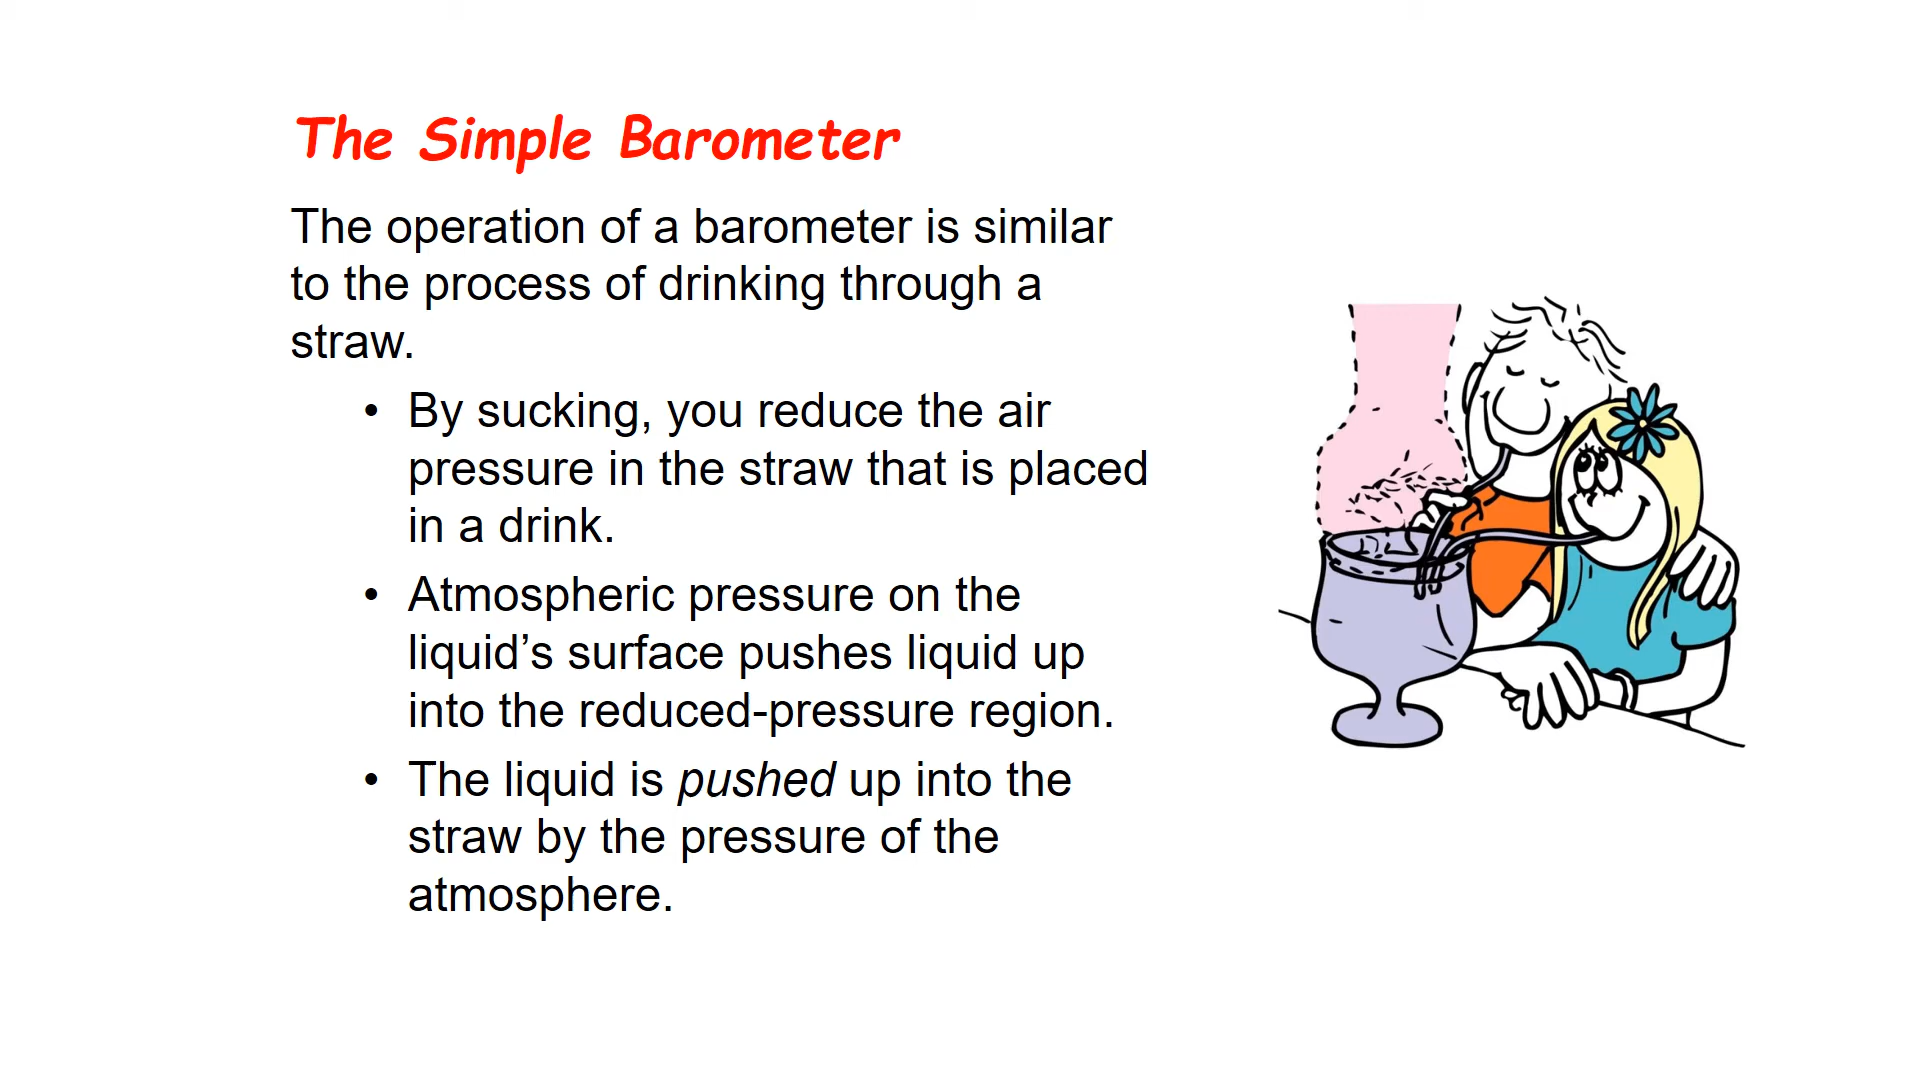 The Simple Barometer
The operation of a barometer is similar
to the process of drinking through a
straw.
• By sucking, you reduce the air
pressure in the straw that is placed
in a drink.
• Atmospheric pressure on the
liquid’s surface pushes liquid up
into the reduced-pressure region.
• The liquid is pushed up into the
straw by the pressure of the
atmosphere.